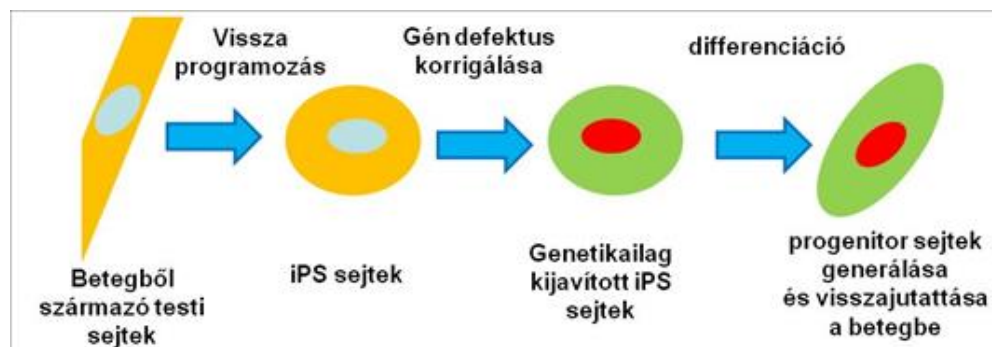 Vissza
programozás
Gén defektus
korrigálása
differenciáció
Betegből
származó testi
sejtek
iPS sejtek
Genetikailag
kijavított iPS
sejtek
progenitor sejtek
generálása
és visszajutattása
a betegbe